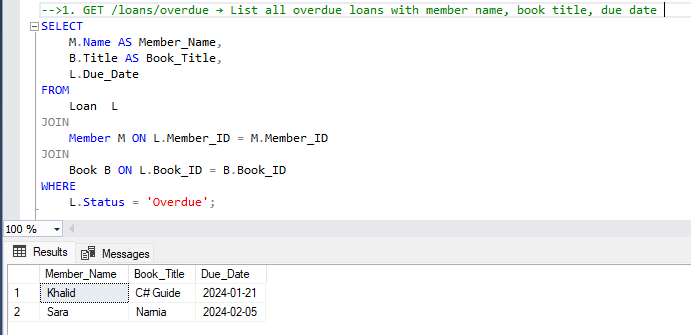 -->1. GET /loans/overdue → List all overdue loans with member name, book title, due date
SELECT
M.Name AS Member_Name,
B.Title AS Book_Title,
L.Due_Date
FROM
Loan L
JOIN
Member M ON L.Member_ID = M.Member_ID
JOIN
Book B ON L.Book_ID = B.Book_ID
WHERE
L.Status = 'Overdue';
100 %
Results Messages
Member_Name Book_Title Due_Date
1 Khalid C# Guide 2024-01-21
2 Sara Narnia 2024-02-05